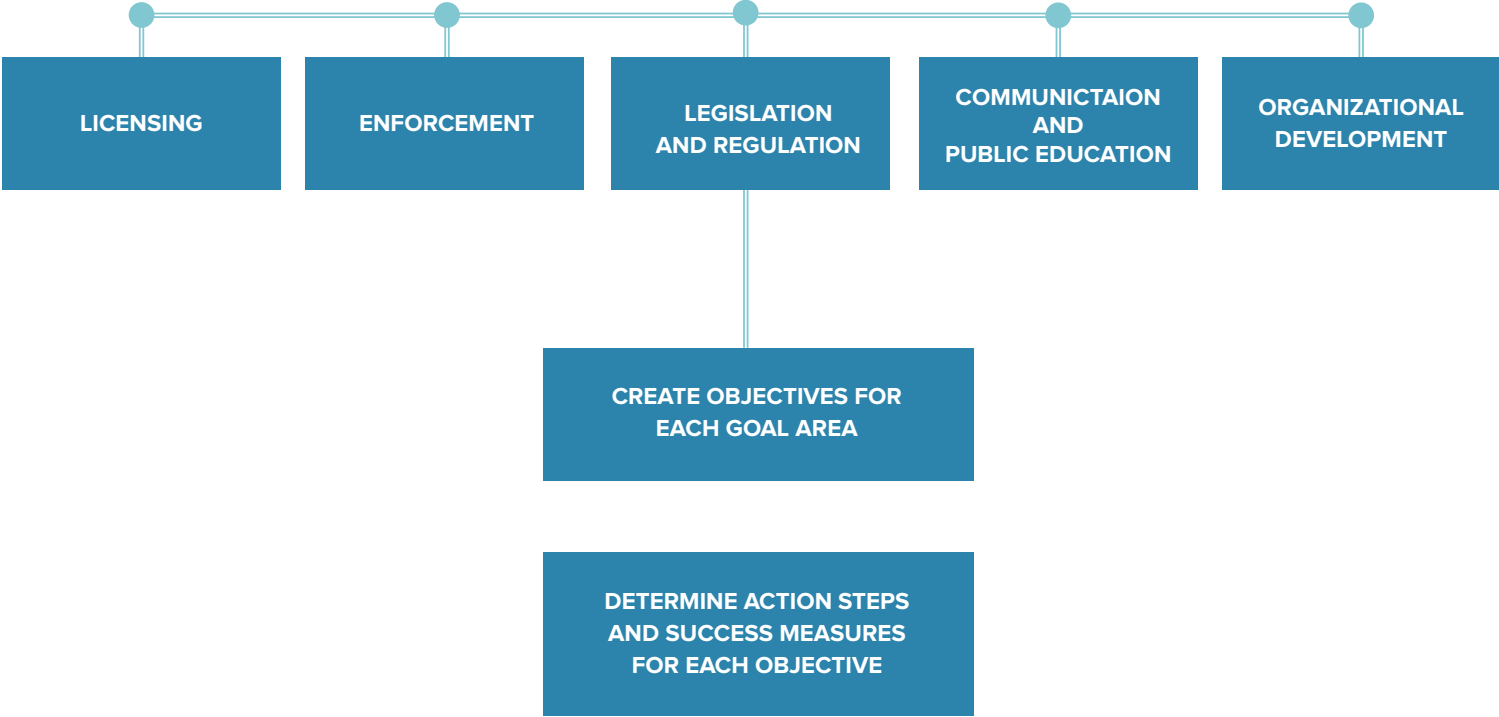 LICENSING
ENFORCEMENT
LEGISLATION
AND REGULATION
COMMUNICTAION
AND
PUBLIC EDUCATION
ORGANIZATIONAL
DEVELOPMENT
CREATE OBJECTIVES FOR
EACH GOAL AREA
DETERMINE ACTION STEPS
AND SUCCESS MEASURES
FOR EACH OBJECTIVE